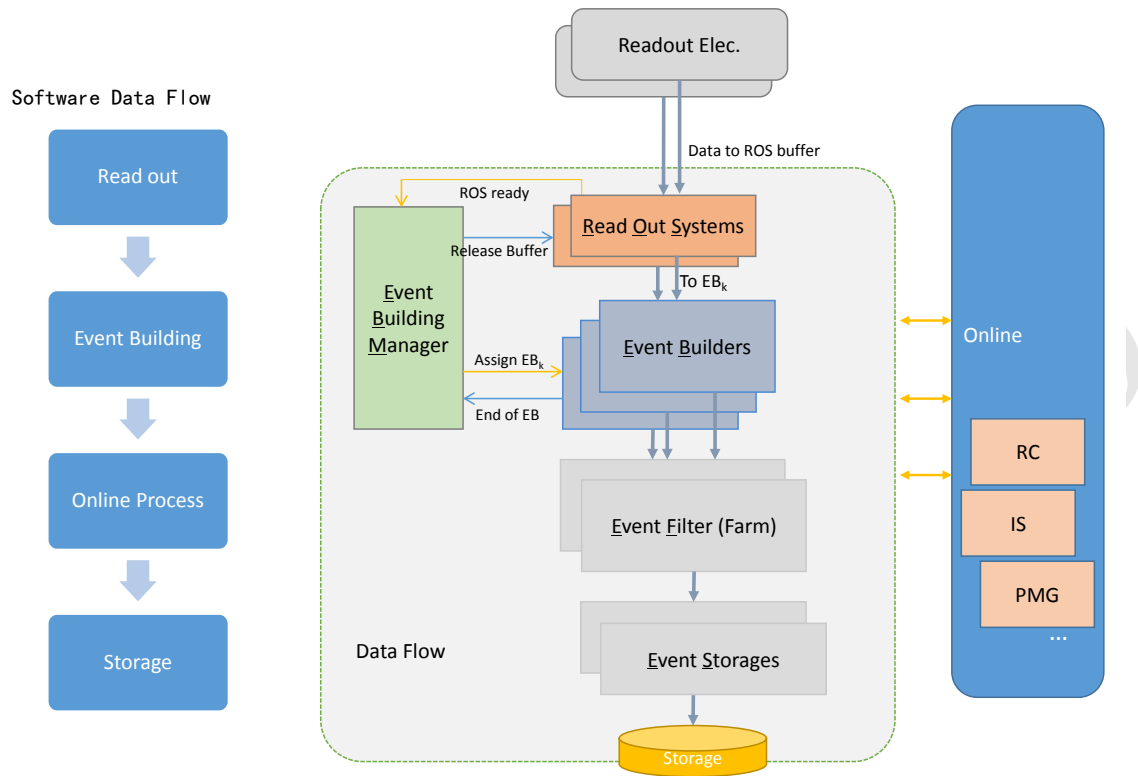 Software Data Flow
Read out
Event Building
Online Process
Storage
Readout Elec.
Data to ROS buffer
ROS ready
Read Out Systems
Release Buffer
To EBk
Event
Building
Manager
Event Builders
Assign EBk
End of EB
Event Filter (Farm)
Event Storages
Data Flow
Storage
Online
RC
IS
PMG
...